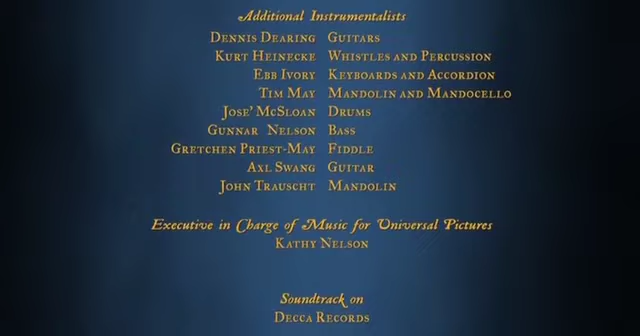 Additional Instrumentalists
Dennis Dearing Guitars
Kurt Heinecke Whistles and Percussion
Ebb Ivory Keyboards and Accordion
Tim May Mandolin and Mandocello
Jose' McSloan Drums
Gunnar Nelson Bass
Gretchen Priest-May Fiddle
Axl Swang Guitar
John Trauscht Mandolin
Executive in Charge of Music for Universal Pictures
Kathy Nelson
Soundtrack on
Decca Records